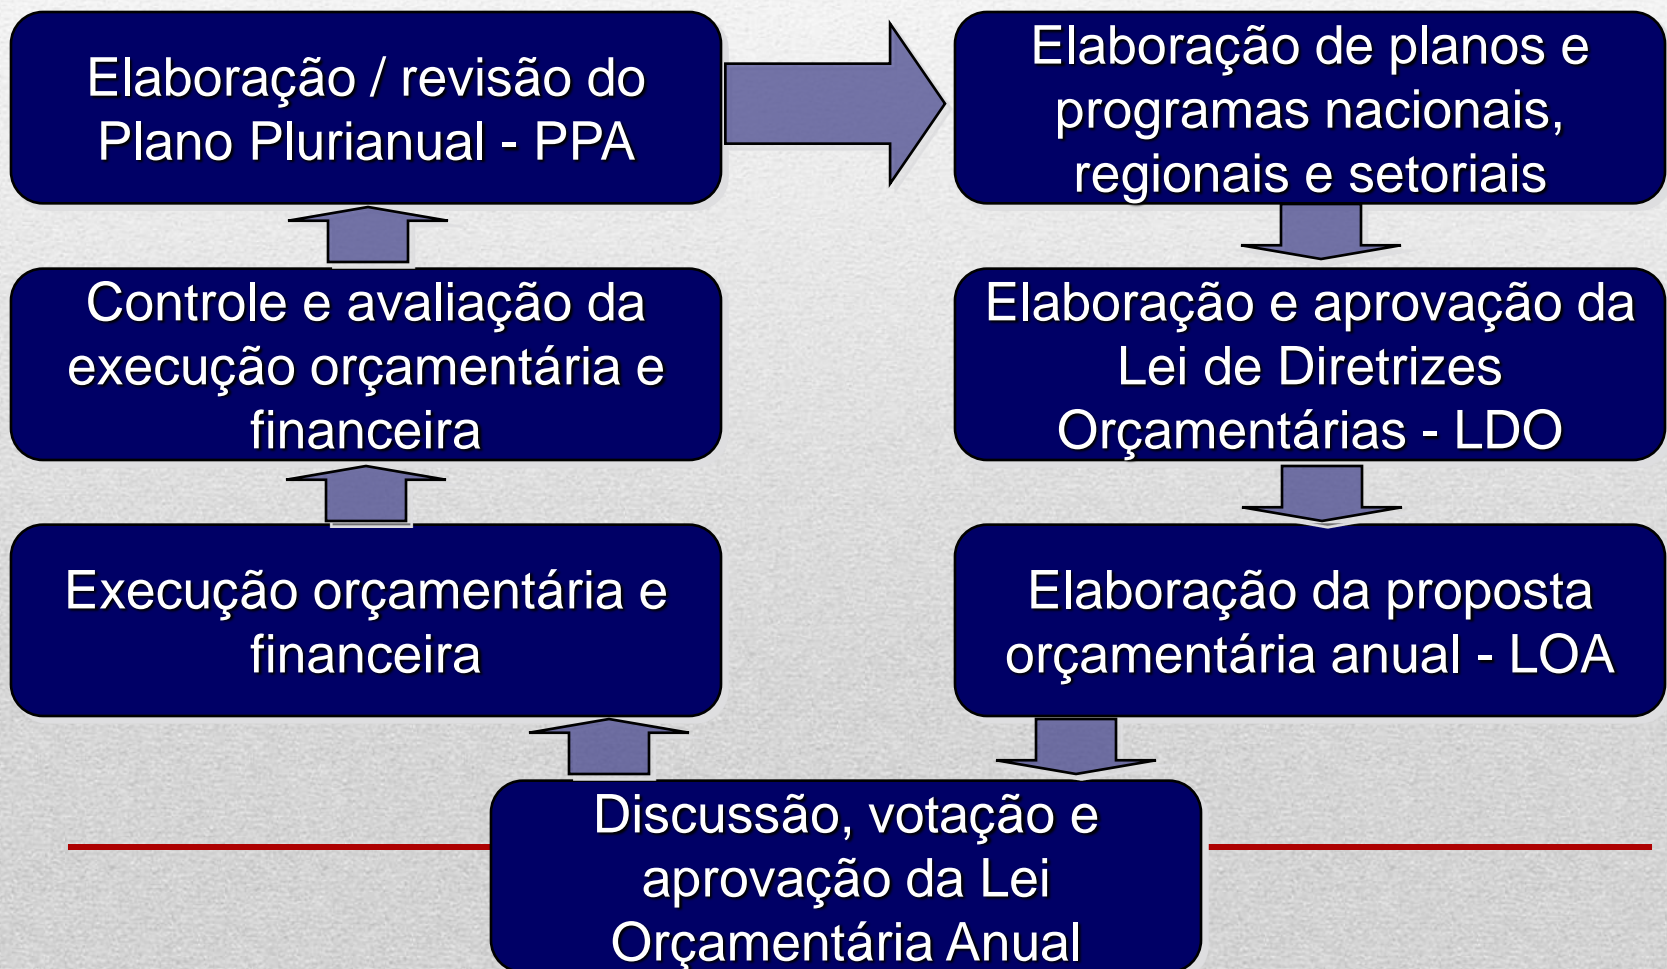 Elaboração / revisão do
Plano Plurianual - PPA
Elaboração de planos e
programas nacionais,
regionais e setoriais
Controle e avaliação da
execução orçamentária e
financeira
Elaboração e aprovação da
Lei de Diretrizes
Orçamentárias - LDO
Execução orçamentária e
financeira
Elaboração da proposta
orçamentária anual - LOA
Discussão, votação e
aprovação da Lei
Orçamentária Anual